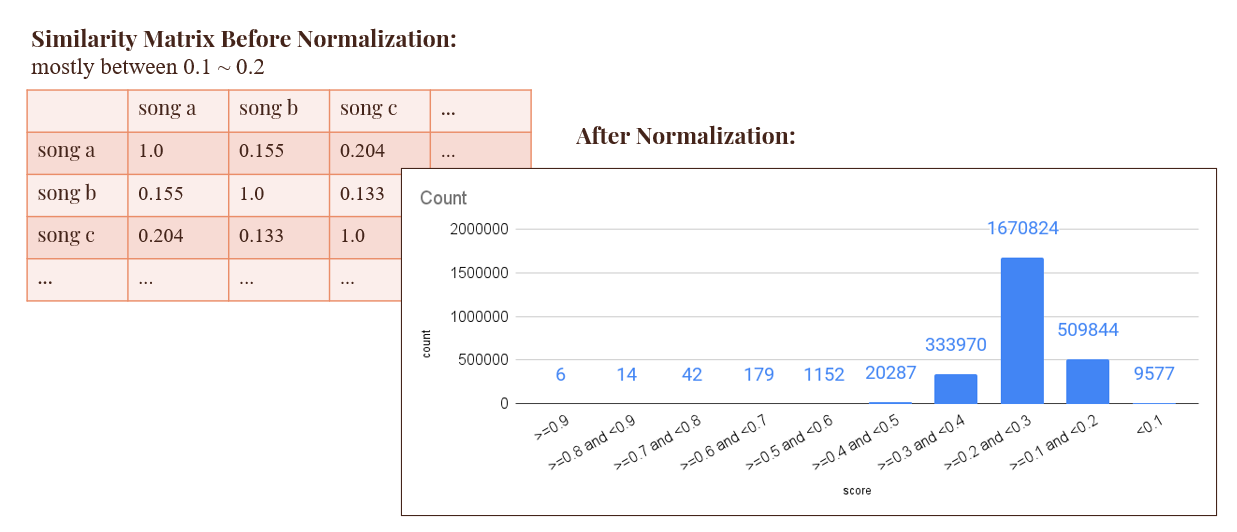 Similarity Matrix Before Normalization:
mostly between 0.1 ~ 0.2
song a song b song c ...
song a 1.0 0.155 0.204 ...
song b 0.155 1.0 0.133
song c 0.204 0.133 1.0
... ... ... ...
After Normalization:
Count
2000000
1500000
1000000
500000
0
count
6 14 42 179 1152 20287 333970 1670824 509844 9577
>=0.9
>=0.8 and <0.9
>=0.7 and <0.8
>=0.6 and <0.7
>=0.5 and <0.6
>=0.4 and <0.5
>=0.3 and <0.4
>=0.2 and <0.3
>=0.1 and <0.2
<0.1
score